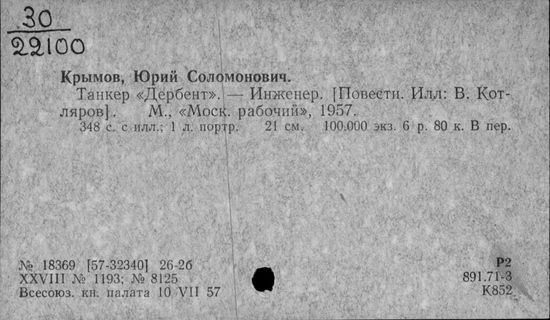 30
22100
Крымов, Юрий Соломонович.
Танкер «Дербент». — Инженер. [Повести. Илл: В. Кот-
ляров]. М., «Моск. рабочий», 1957.
348 с. с илл.; 1 л. портр. 21 см. 100.000 экз. 6 р. 80 к. В пер.
№ 18369 [57-32340] 26-2б
XXVIII № 1193; № 8125
Всесоюз. кн. палата 10 VII 57
Р2
891.71-3
К852